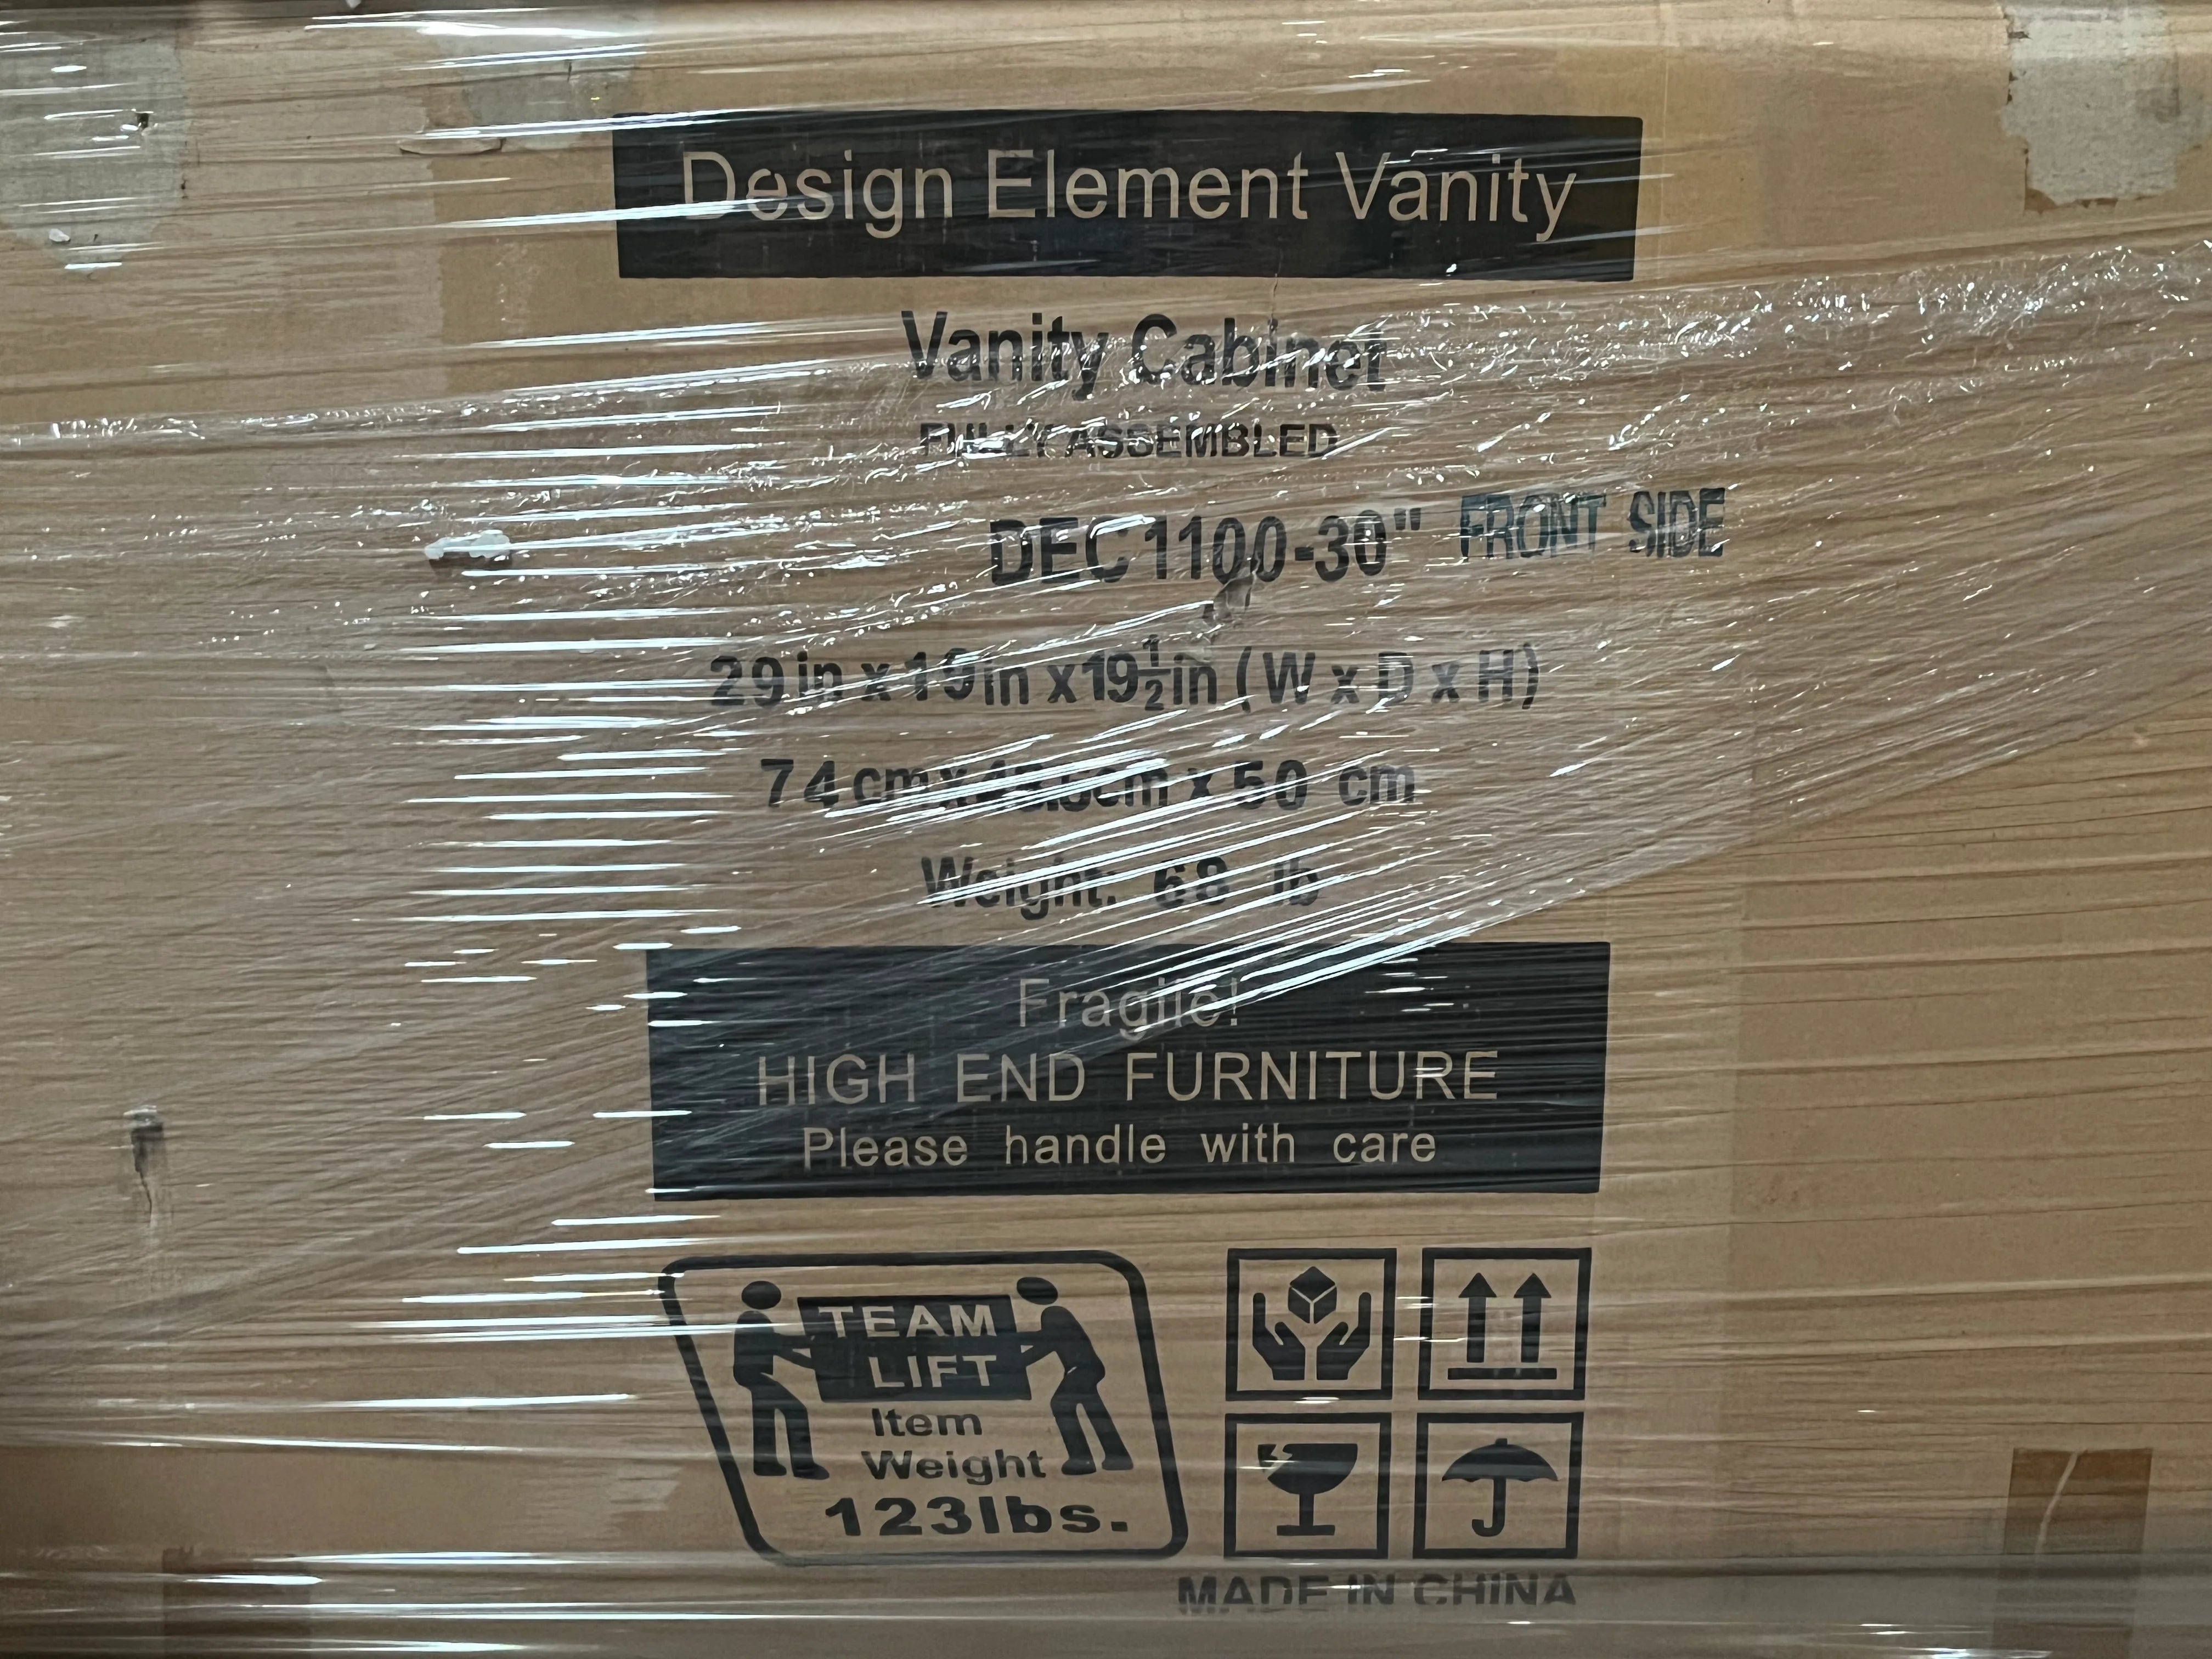 Design Element Vanity
Vanity Cabinet
FULLY ASSEMBLED
DEC1100-30" FRONT SIDE
29 in x 19 in x 19½ in ( W x D x H )
74 cm x 48.5cm x 50 cm
Weight: 68 lb
Fragile!
HIGH END FURNITURE
Please handle with care
TEAM
LIFT
Item
Weight
123lbs.
MADE IN CHINA